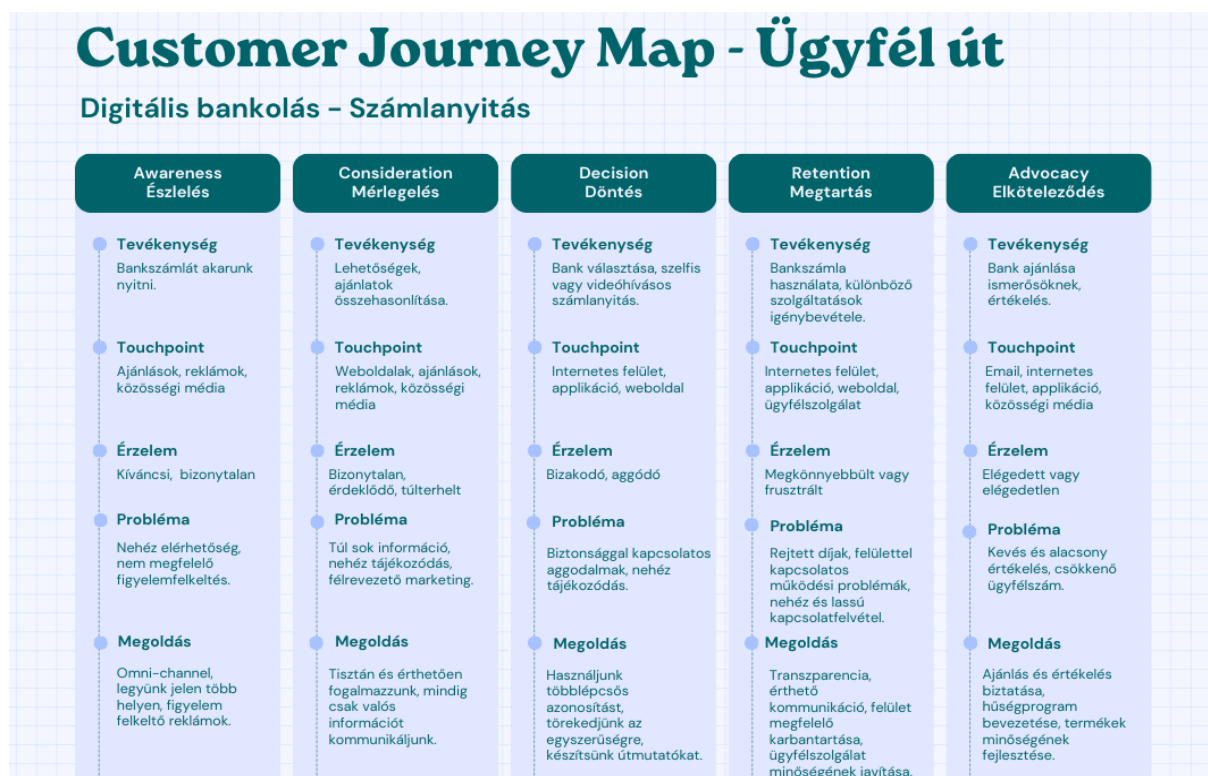 Customer Journey Map - Ügyfél út
Digitális bankolás – Számlanyitás
Awareness
Észlelés
Tevékenység
Bankszámlát akarunk
nyitni.
Touchpoint
Ajánlások, reklámok,
közösségi média
Érzelem
Kíváncsi, bizonytalan
Probléma
Nehéz elérhetőség,
nem megfelelő
figyelemfelkeltés.
Megoldás
Omni-channel,
legyünk jelen több
helyen, figyelem
felkeltő reklámok.
Consideration
Mérlegelés
Tevékenység
Lehetőségek,
ajánlatok
összehasonlítása.
Touchpoint
Weboldalak, ajánlások,
reklámok, közösségi
média
Érzelem
Bizonytalan,
érdeklődő, túlterhelt
Probléma
Túl sok információ,
nehéz tájékozódás,
félrevezető marketing.
Megoldás
Tisztán és érthetően
fogalmazzunk, mindig
csak valós
információt
kommunikáljunk.
Decision
Döntés
Tevékenység
Bank választása, szelfis
vagy videóhívásos
számlanyitás.
Touchpoint
Internetes felület,
applikáció, weboldal
Érzelem
Bizakodó, aggódó
Probléma
Biztonsággal kapcsolatos
aggodalmak, nehéz
tájékozódás.
Megoldás
Használjunk
többlépcsős
azonosítást,
törekedjünk az
egyszerűségre,
készítsünk útmutatókat.
Retention
Megtartás
Tevékenység
Bankszámla
használata, különböző
szolgáltatások
igénybevétele.
Touchpoint
Internetes felület,
applikáció, weboldal,
ügyfélszolgálat
Érzelem
Megkönnyebbült vagy
frusztrált
Probléma
Rejtett díjak, felülettel
kapcsolatos
működési problémák,
nehéz és lassú
kapcsolatfelvétel.
Megoldás
Transzparencia,
érthető
kommunikáció, felület
megfelelő
karbantartása,
ügyfélszolgálat
minőségének javítása.
Advocacy
Elköteleződés
Tevékenység
Bank ajánlása
ismerősöknek,
értékelés.
Touchpoint
Email, internetes
felület, applikáció,
közösségi média
Érzelem
Elégedett vagy
elégedetlen
Probléma
Kevés és alacsony
értékelés, csökkenő
ügyfélszám.
Megoldás
Ajánlás és értékelés
biztatása,
hűségprogram
bevezetése, termékek
minőségének
fejlesztése.